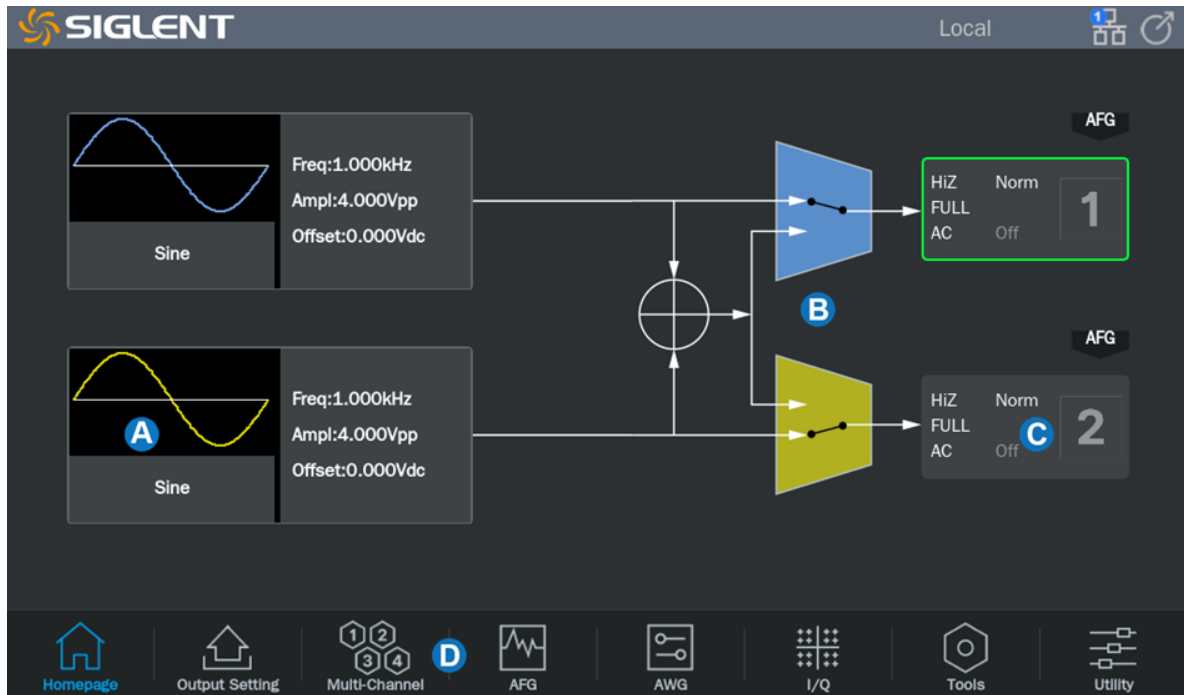 SIGLENT
Local
1
AFG
Freq:1.000kHz
Ampl:4.000Vpp
Offset:0.000Vdc
Sine
HiZ Norm
FULL
AC Off
1
B
AFG
Freq:1.000kHz
Ampl:4.000Vpp
Offset:0.000Vdc
A
Sine
HiZ Norm
FULL
AC Off
C
2
1 2
3 4
D
Homepage
Output Setting
Multi-Channel
AFG
AWG
I/Q
Tools
Utility